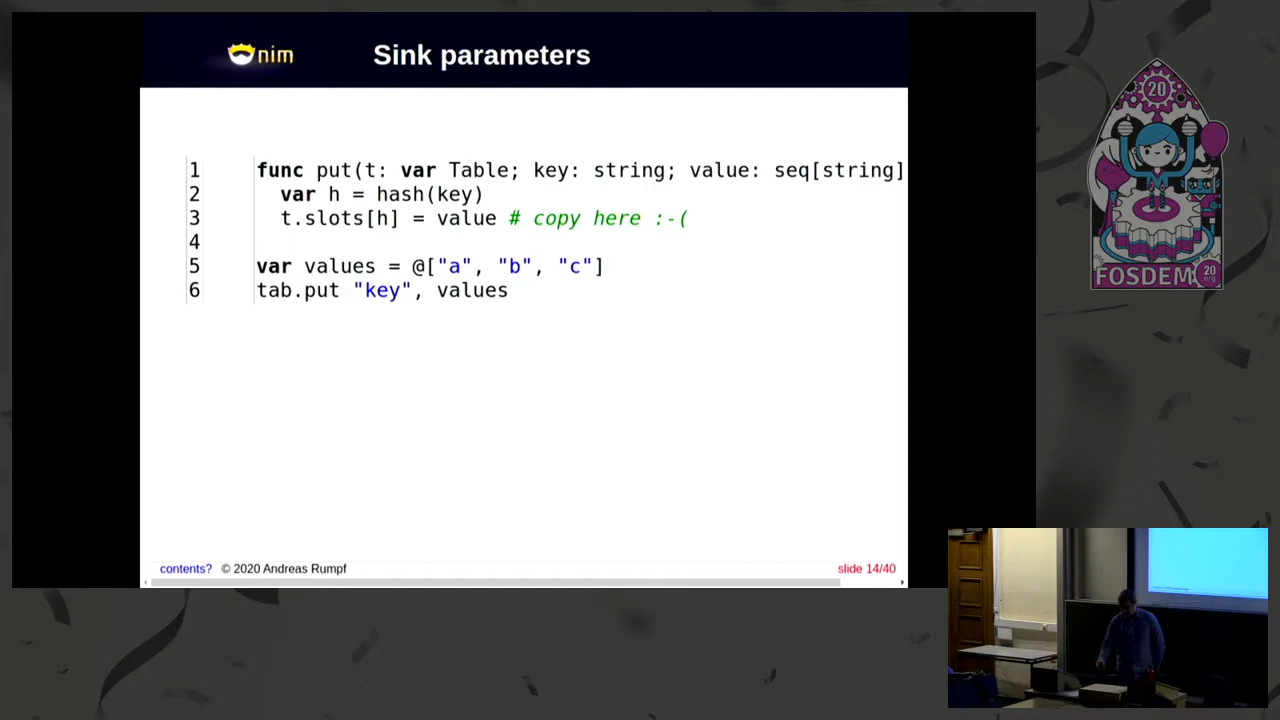 nim
Sink parameters
1 func put(t: var Table; key: string; value: seq[string]
2 var h = hash(key)
3 t.slots[h] = value # copy here :-(
4
5 var values = @["a", "b", "c"]
6 tab.put "key", values
contents? © 2020 Andreas Rumpf
slide 14/40
20
FOSDEM 20
.org